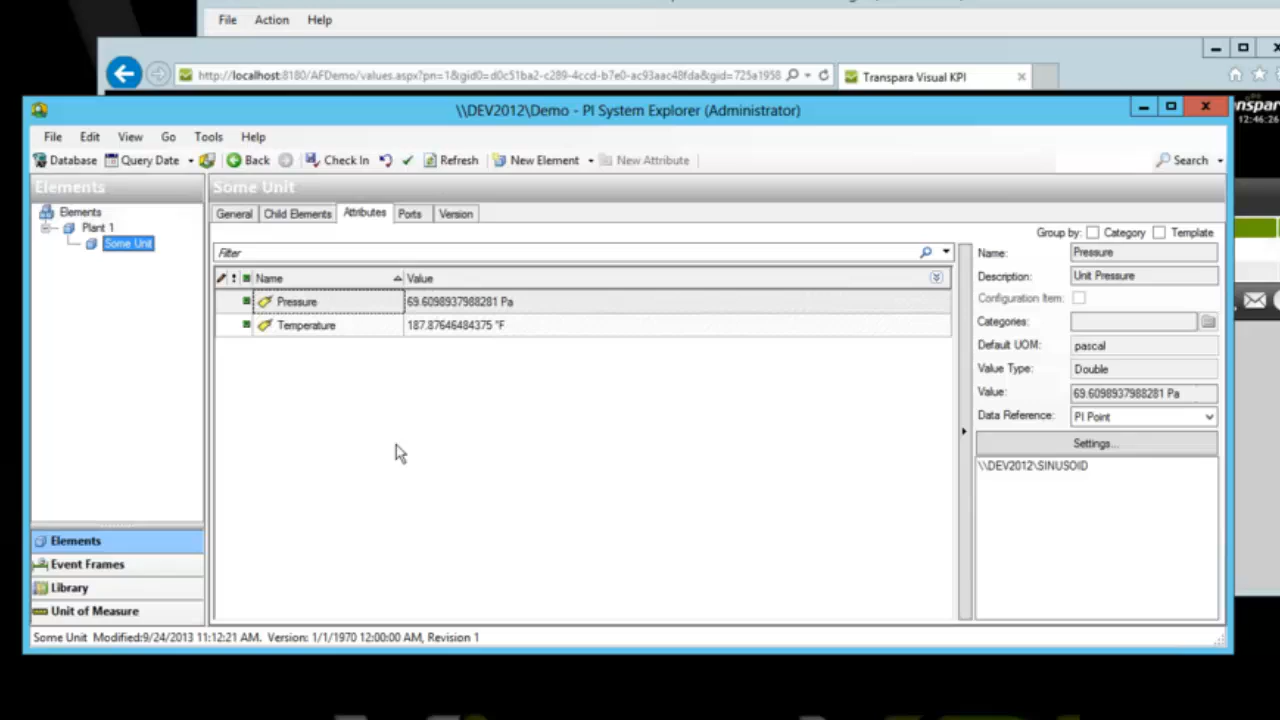 File Action Help
http://localhost:8180/AFDemo/values.aspx?pn=1&gid0=d0c51ba2-c289-4ccd-b7e0-ac93aac48fda&gid=725a1958
Transpara Visual KPI
\\DEV2012\Demo - PI System Explorer (Administrator)
12:46:26
File Edit View Go Tools Help
Database Query Date Back Check In Refresh New Element New Attribute Search
Elements
Some Unit
Elements
Plant 1
Some Unit
General Child Elements Attributes Ports Version
Group by: Category Template
Filter
Name Value
Pressure 69.6098937988281 Pa
Temperature 187.87646484375 °F
Name: Pressure
Description: Unit Pressure
Configuration Item:
Categories:
Default UOM: pascal
Value Type: Double
Value: 69.6098937988281 Pa
Data Reference: PI Point
Settings...
\\DEV2012\SINUSOID
Elements
Event Frames
Library
Unit of Measure
Some Unit Modified:9/24/2013 11:12:21 AM. Version: 1/1/1970 12:00:00 AM, Revision 1